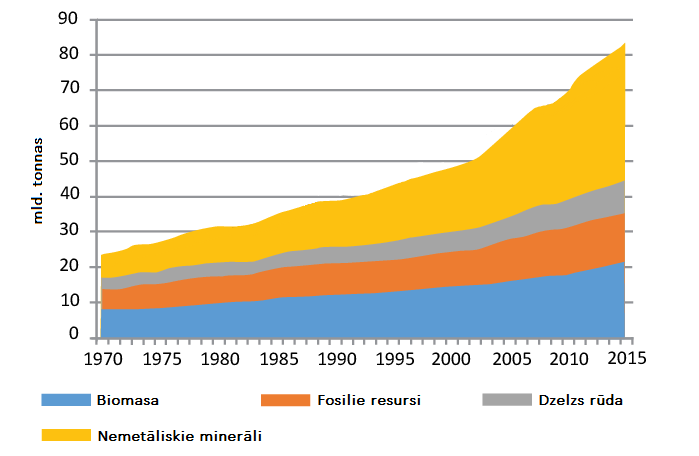 90
80
70
60
50
40
30
20
10
0
mld. tonnas
1970 1975 1980 1985 1990 1995 2000 2005 2010 2015
Biomasa Fosilie resursi Dzelzs rūda
Nemetāliskie minerāli